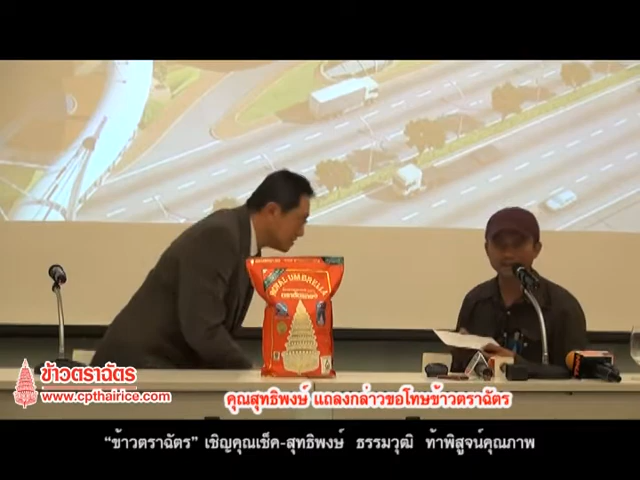 ROYAL UMBRELLA
ข้าวตราฉัตร
www.cpthairice.com
คุณสุทธิพงษ์ แถลงกล่าวขอโทษข้าวตราฉัตร
“ข้าวตราฉัตร” เชิญคุณเช็ค-สุทธิพงษ์ ธรรมวุฒิ ท้าพิสูจน์คุณภาพ